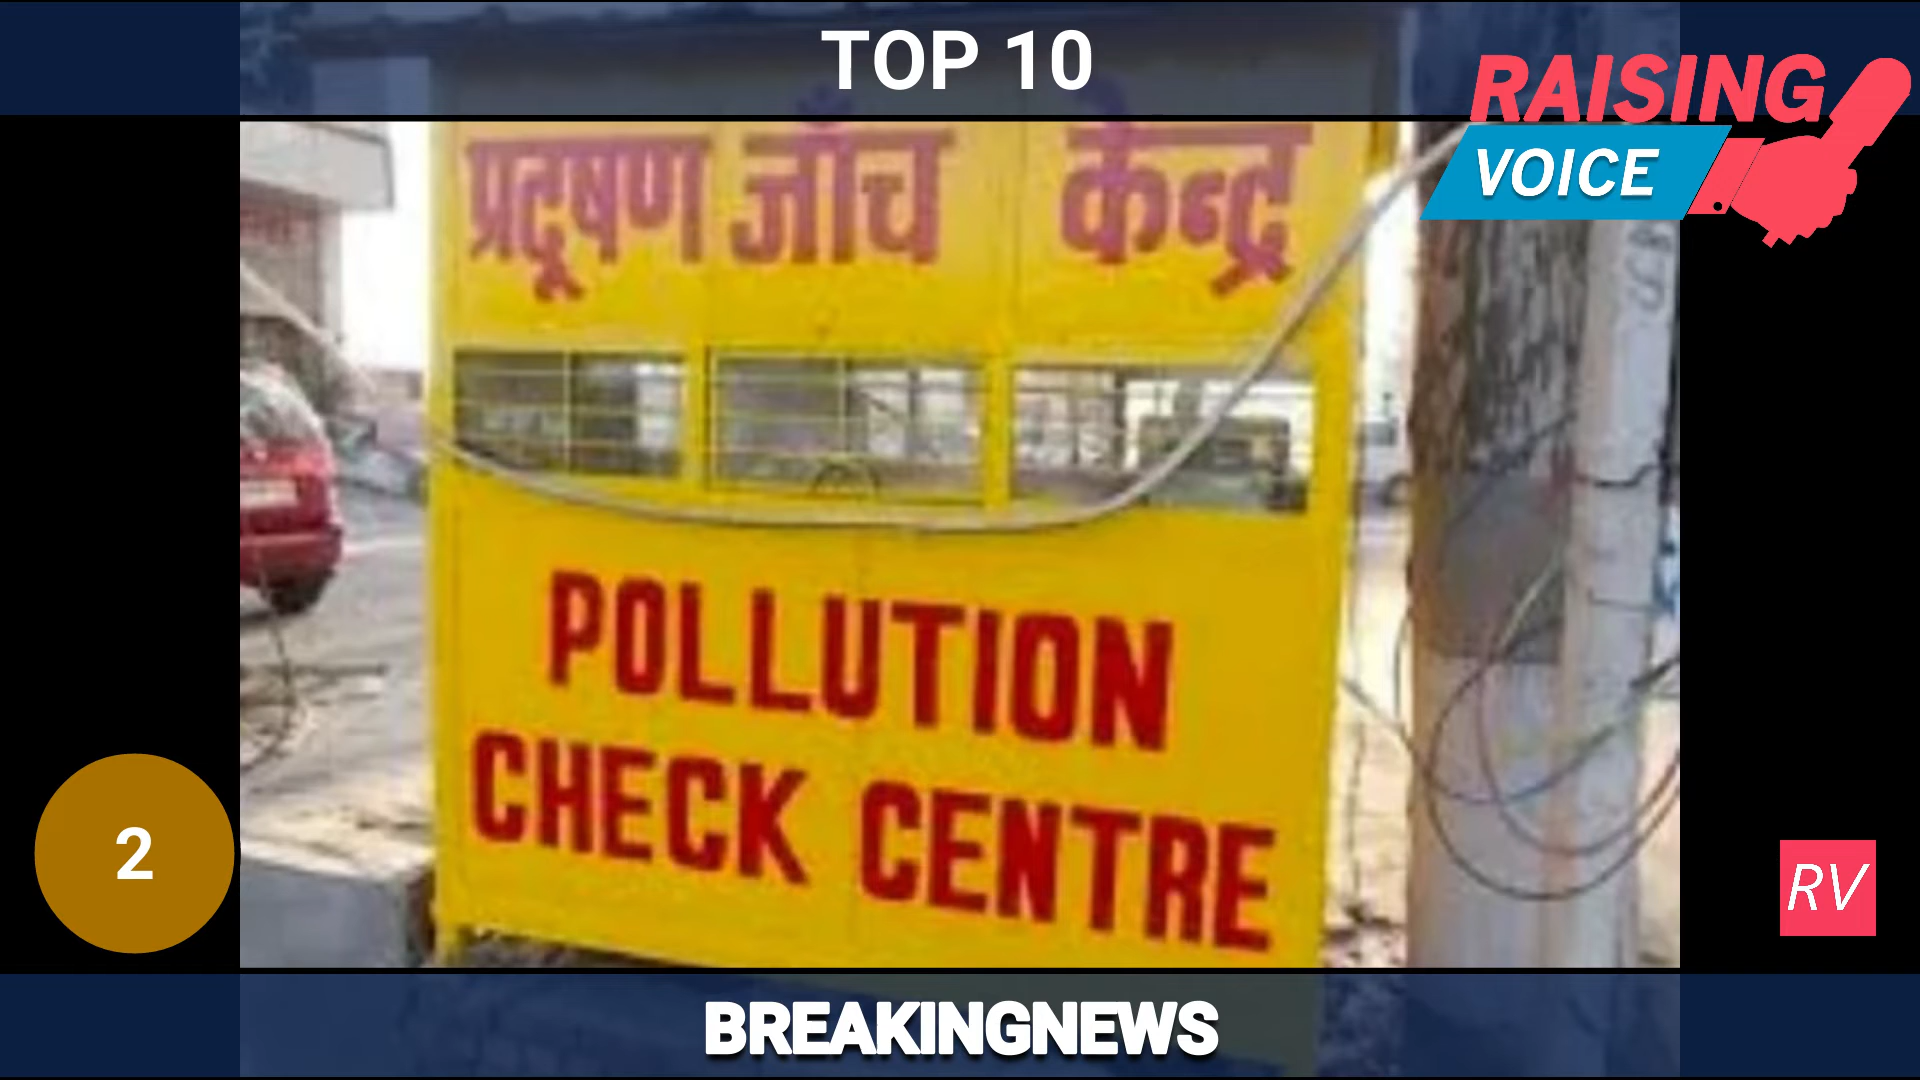 TOP 10
RAISING
VOICE
प्रदूषण जाँच केन्द्र
POLLUTION
CHECK CENTRE
2
RV
BREAKINGNEWS